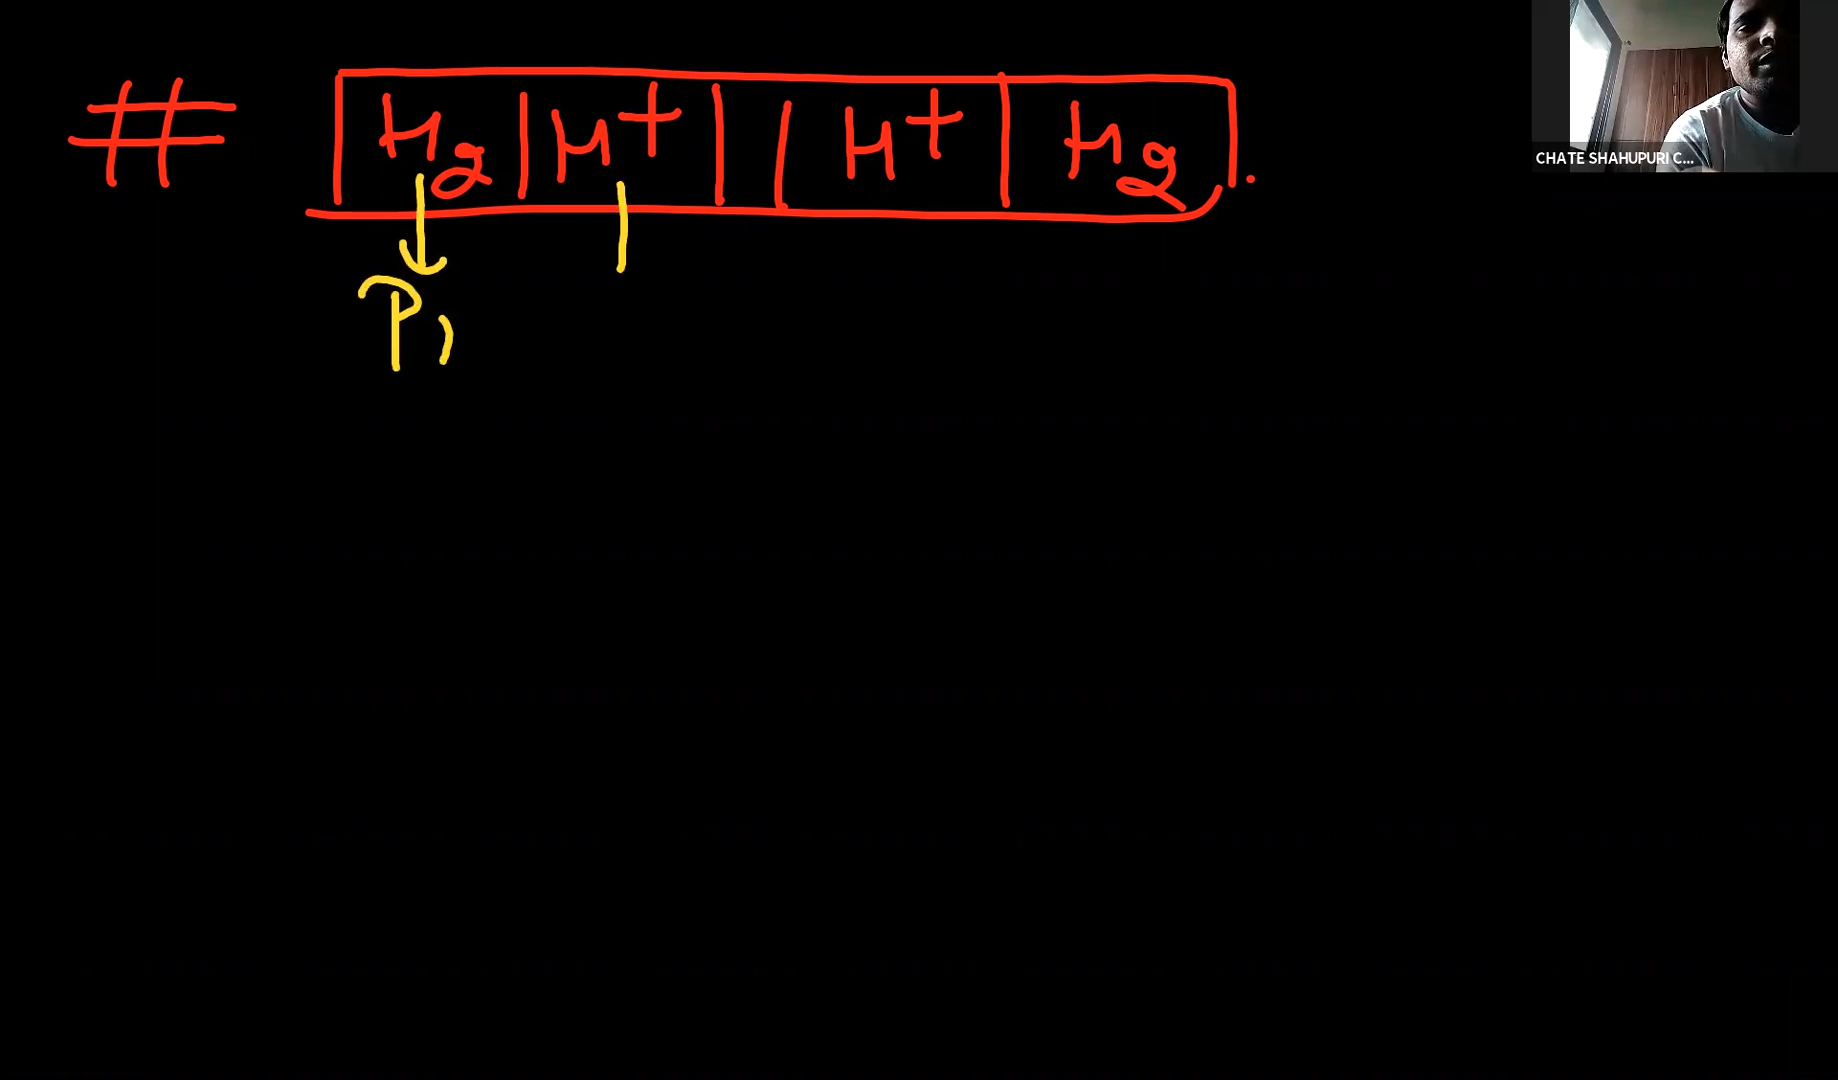 # H2 | H+ | | H+ | H2 .
CHATE SHAHUPURI C...
P1